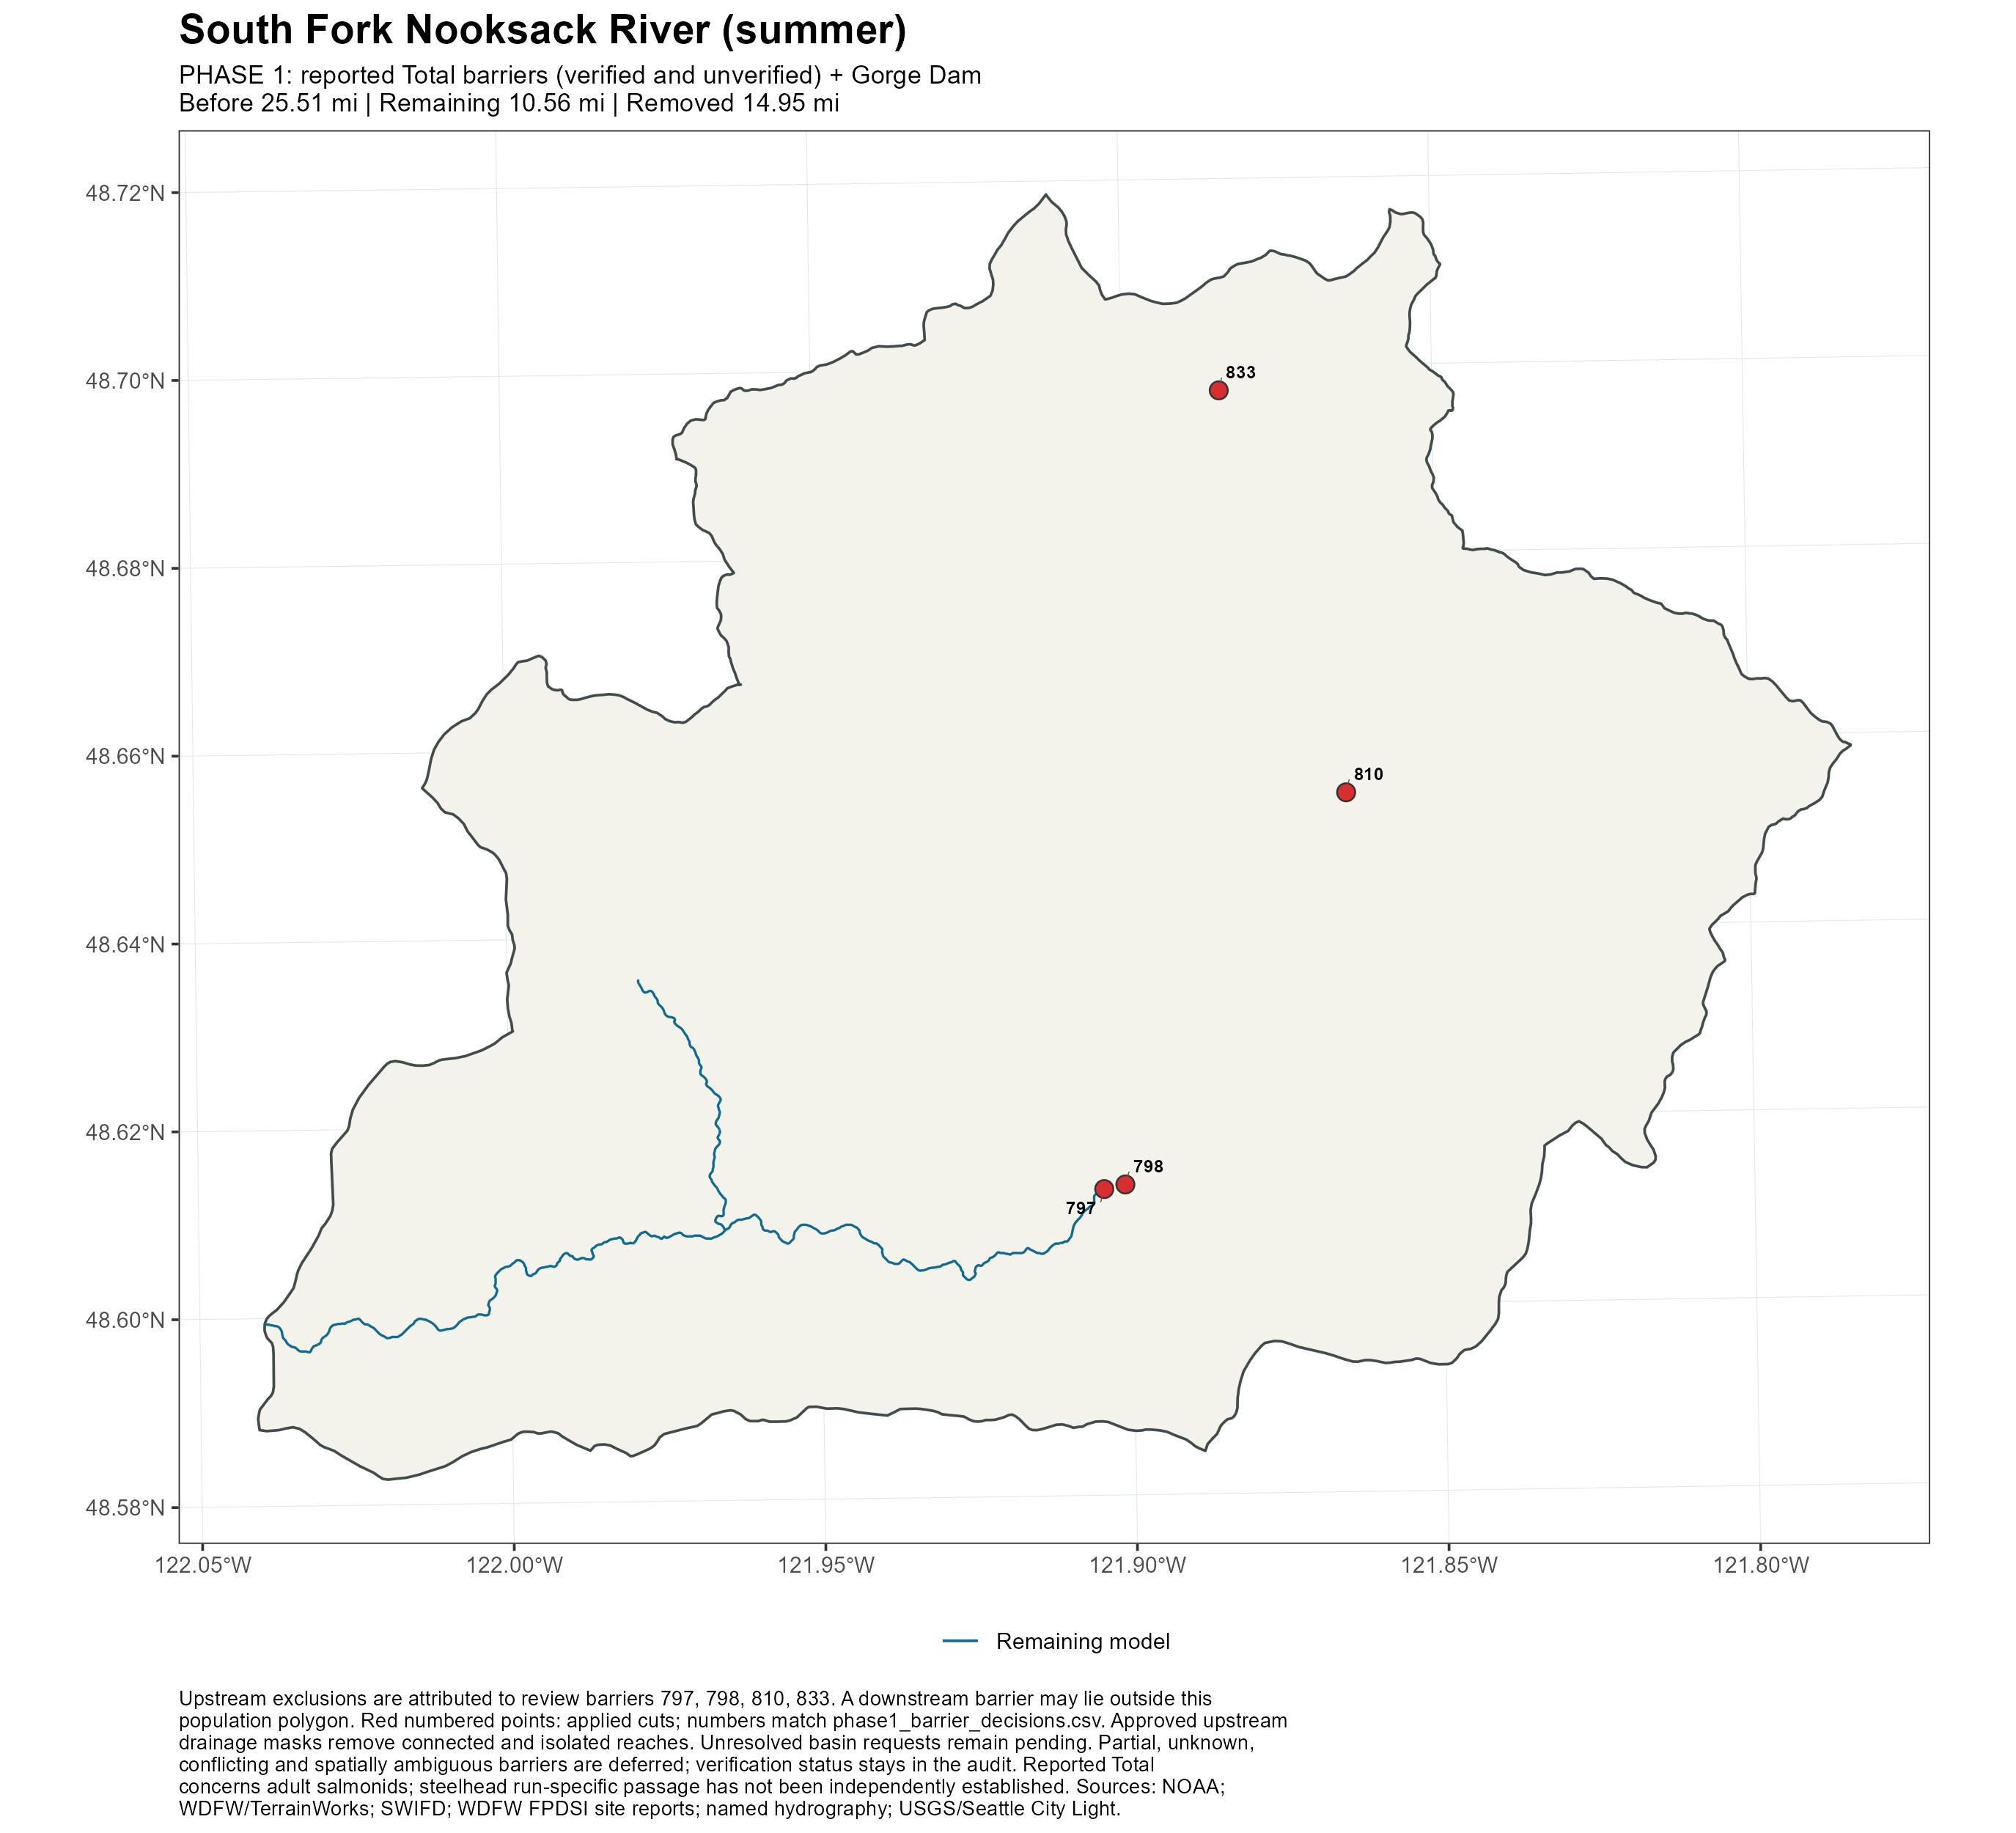 South Fork Nooksack River (summer)
PHASE 1: reported Total barriers (verified and unverified) + Gorge Dam
Before 25.51 mi | Remaining 10.56 mi | Removed 14.95 mi
48.72°N
48.70°N
48.68°N
48.66°N
48.64°N
48.62°N
48.60°N
48.58°N
833
810
798
797
122.05°W
122.00°W
121.95°W
121.90°W
121.85°W
121.80°W
Remaining model
Upstream exclusions are attributed to review barriers 797, 798, 810, 833. A downstream barrier may lie outside this
population polygon. Red numbered points: applied cuts; numbers match phase1_barrier_decisions.csv. Approved upstream
drainage masks remove connected and isolated reaches. Unresolved basin requests remain pending. Partial, unknown,
conflicting and spatially ambiguous barriers are deferred; verification status stays in the audit. Reported Total
concerns adult salmonids; steelhead run-specific passage has not been independently established. Sources: NOAA;
WDFW/TerrainWorks; SWIFD; WDFW FPDSI site reports; named hydrography; USGS/Seattle City Light.